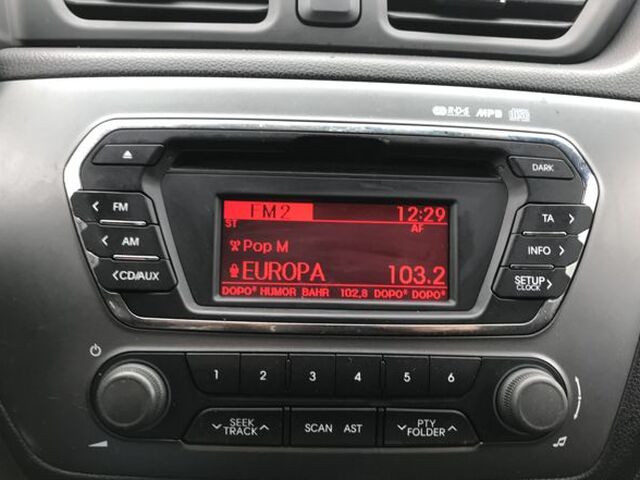 R·D·S MP3
DARK
< FM
< AM
< CD/AUX
FM2 12:29
ST AF
Pop M
EUROPA 103.2
DOPO* HUMOR BAHR 102,8 DOPO* DOPO*
TA >
INFO >
SETUP >
CLOCK
1 2 3 4 5 6
SEEK
TRACK
SCAN AST
PTY
FOLDER